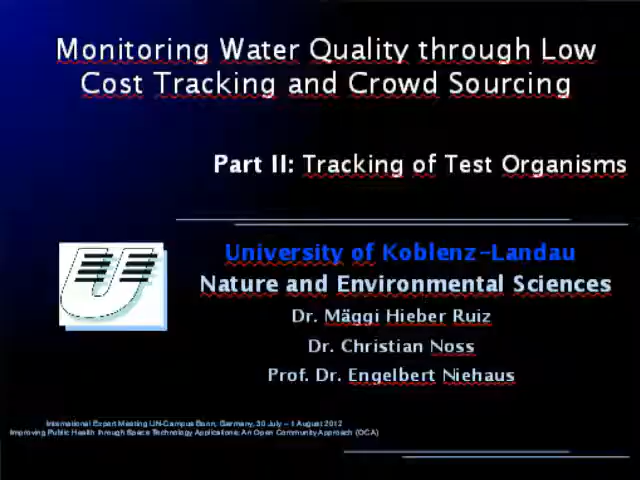 Monitoring Water Quality through Low
Cost Tracking and Crowd Sourcing
Part II: Tracking of Test Organisms
University of Koblenz-Landau
Nature and Environmental Sciences
Dr. Mäggi Hieber Ruiz
Dr. Christian Noss
Prof. Dr. Engelbert Niehaus
International Expert Meeting UN-Campus Bonn, Germany, 30 July – 1 August 2012
Improving Public Health through Space Technology Applications: An Open Community Approach (OCA)